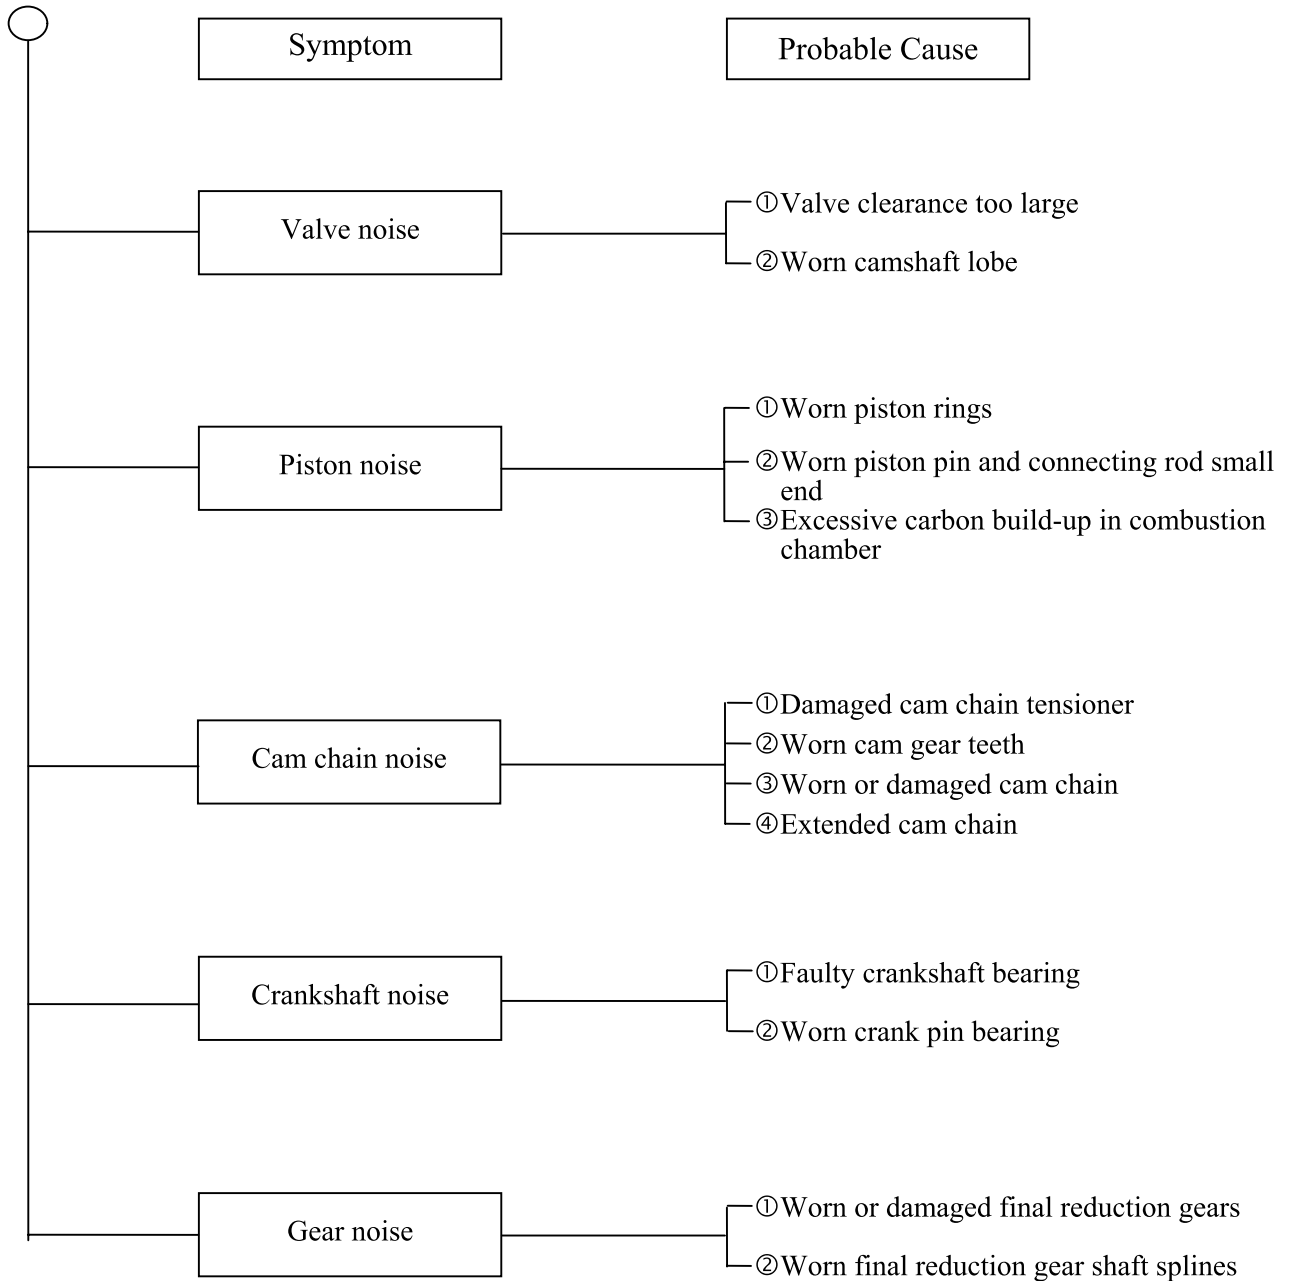 Symptom
Probable Cause
Valve noise
①Valve clearance too large
②Worn camshaft lobe
Piston noise
①Worn piston rings
②Worn piston pin and connecting rod small
end
③Excessive carbon build-up in combustion
chamber
Cam chain noise
①Damaged cam chain tensioner
②Worn cam gear teeth
③Worn or damaged cam chain
④Extended cam chain
Crankshaft noise
①Faulty crankshaft bearing
②Worn crank pin bearing
Gear noise
①Worn or damaged final reduction gears
②Worn final reduction gear shaft splines